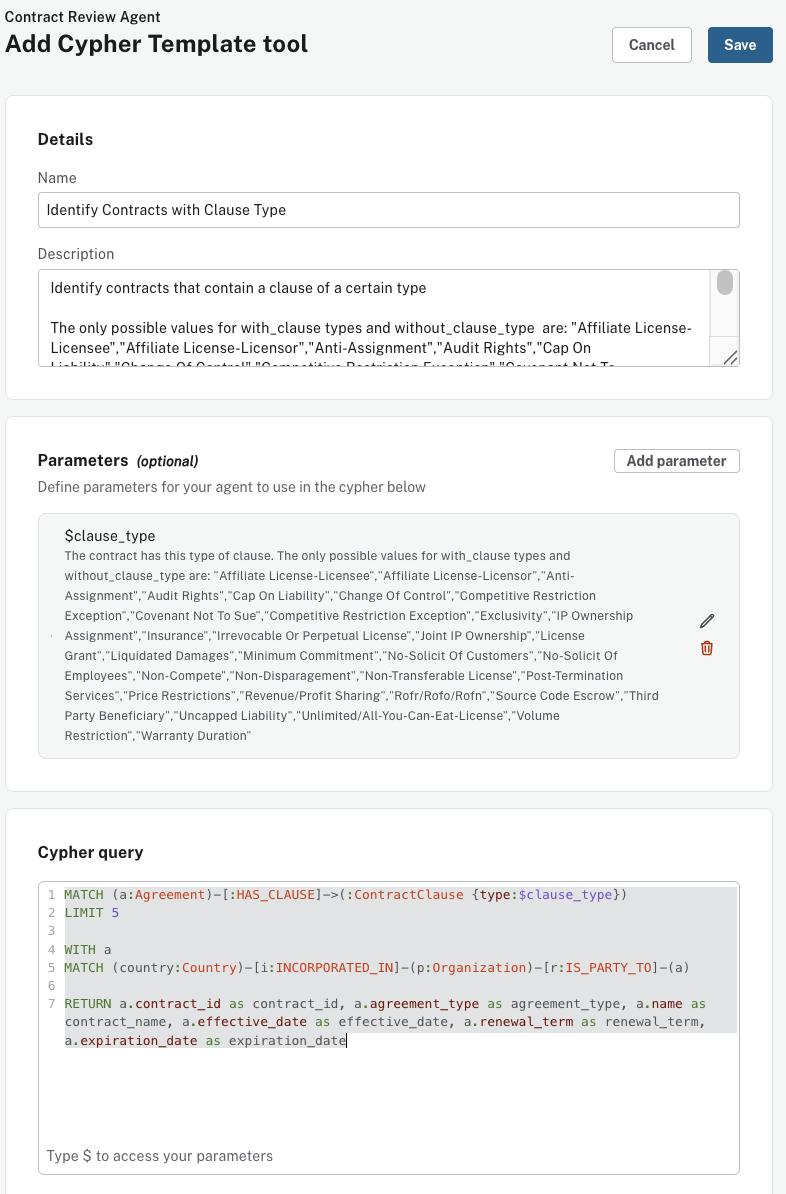 Contract Review Agent
Add Cypher Template tool
Cancel
Save
Details
Name
Identify Contracts with Clause Type
Description
Identify contracts that contain a clause of a certain type
The only possible values for with_clause types and without_clause_type  are: "Affiliate License-
Licensee","Affiliate License-Licensor","Anti-Assignment","Audit Rights","Cap On
Liability","Change Of Control","Competitive Restriction Exception","Covenant Not To
Parameters (optional)
Add parameter
Define parameters for your agent to use in the cypher below
$clause_type
The contract has this type of clause. The only possible values for with_clause types and
without_clause_type are: "Affiliate License-Licensee","Affiliate License-Licensor","Anti-
Assignment","Audit Rights","Cap On Liability","Change Of Control","Competitive Restriction
Exception","Covenant Not To Sue","Competitive Restriction Exception","Exclusivity","IP Ownership
Assignment","Insurance","Irrevocable Or Perpetual License","Joint IP Ownership","License
Grant","Liquidated Damages","Minimum Commitment","No-Solicit Of Customers","No-Solicit Of
Employees","Non-Compete","Non-Disparagement","Non-Transferable License","Post-Termination
Services","Price Restrictions","Revenue/Profit Sharing","Rofr/Rofo/Rofn","Source Code Escrow","Third
Party Beneficiary","Uncapped Liability","Unlimited/All-You-Can-Eat-License","Volume
Restriction","Warranty Duration"
Cypher query
1 MATCH (a:Agreement)-[:HAS_CLAUSE]->(:ContractClause {type:$clause_type})
2 LIMIT 5
3
4 WITH a
5 MATCH (country:Country)-[i:INCORPORATED_IN]-(p:Organization)-[r:IS_PARTY_TO]-(a)
6
7 RETURN a.contract_id as contract_id, a.agreement_type as agreement_type, a.name as
contract_name, a.effective_date as effective_date, a.renewal_term as renewal_term,
a.expiration_date as expiration_date
Type $ to access your parameters